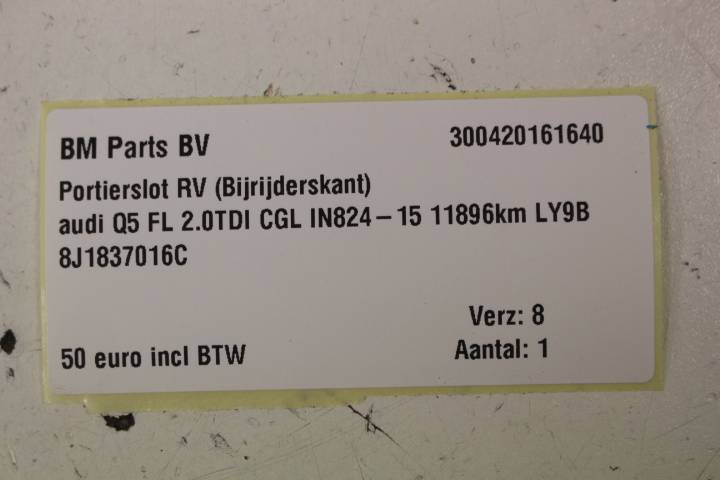 BM Parts BV 300420161640
Portierslot RV (Bijrijderskant)
audi Q5 FL 2.0TDI CGL IN824-15 11896km LY9B
8J1837016C
Verz: 8
50 euro incl BTW Aantal: 1